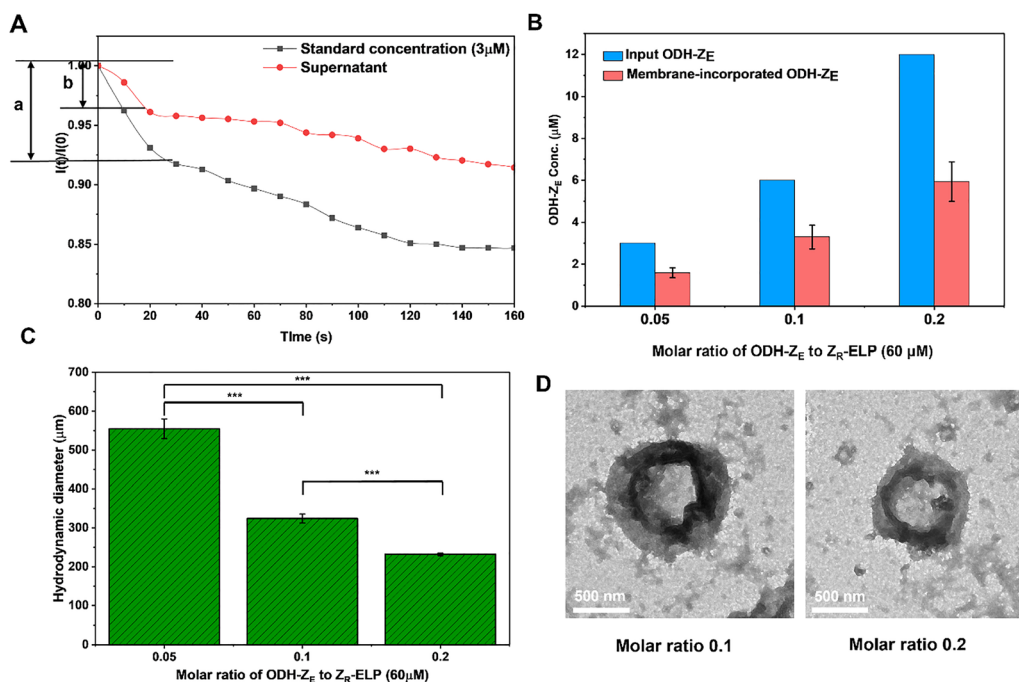 A
Standard concentration (3μM)
Supernatant
a
b
I(t)/I(0)
1.00
0.95
0.90
0.85
0.80
0 20 40 60 80 100 120 140 160
TIme (s)
B
Input ODH-ZE
Membrane-incorporated ODH-ZE
ODH-ZE Conc. (μM)
12
10
8
6
4
2
0
0.05 0.1 0.2
Molar ratio of ODH-ZE to ZR-ELP (60 μM)
C
Hydrodynamic diameter (μm)
700
600
500
400
300
200
100
0
***
***
***
0.05 0.1 0.2
Molar ratio of ODH-ZE to ZR-ELP (60μM)
D
500 nm
500 nm
Molar ratio 0.1
Molar ratio 0.2